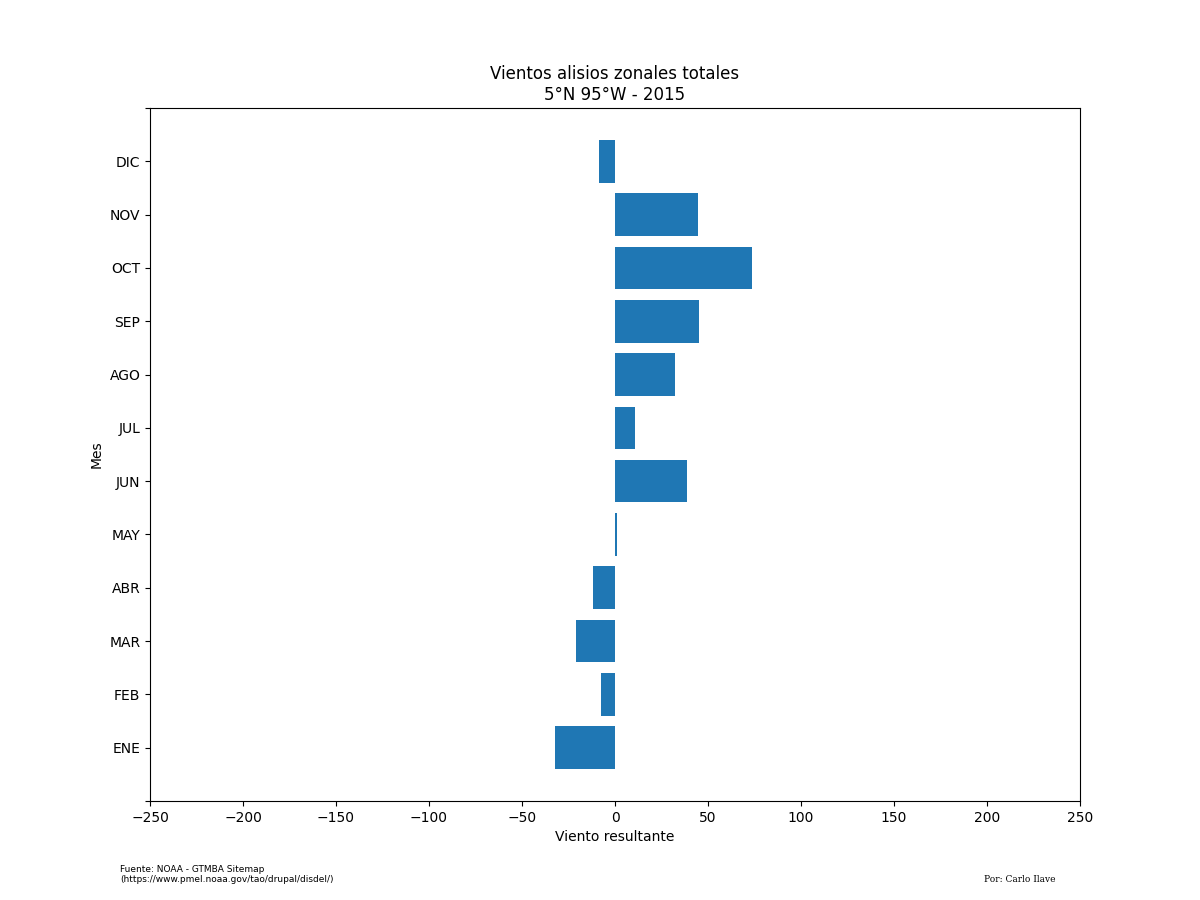 Vientos alisios zonales totales
5°N 95°W - 2015
DIC
NOV
OCT
SEP
AGO
JUL
JUN
MAY
ABR
MAR
FEB
ENE
Mes
−250 −200 −150 −100 −50 0 50 100 150 200 250
Viento resultante
Fuente: NOAA - GTMBA Sitemap
(https://www.pmel.noaa.gov/tao/drupal/disdel/)
Por: Carlo Ilave